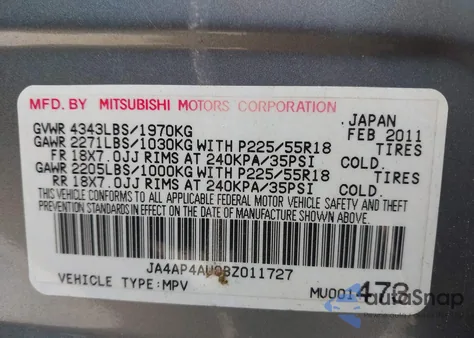 MFD. BY MITSUBISHI MOTORS CORPORATION
JAPAN
GVWR 4343LBS/1970KG FEB 2011
GAWR 2271LBS/1030KG WITH P225/55R18 TIRES
FR 18X7.0JJ RIMS AT 240KPA/35PSI COLD.
GAWR 2205LBS/1000KG WITH P225/55R18 TIRES
RR 18X7.0JJ RIMS AT 240KPA/35PSI COLD.
THIS VEHICLE CONFORMS TO ALL APPLICABLE FEDERAL MOTOR VEHICLE
SAFETY AND THEFT PREVENTION STANDARDS IN EFFECT ON THE DATE
OF MANUFACTURE SHOWN ABOVE.
JA4AP4AU0BZ011727
VEHICLE TYPE:MPV MU001473
autoSnap